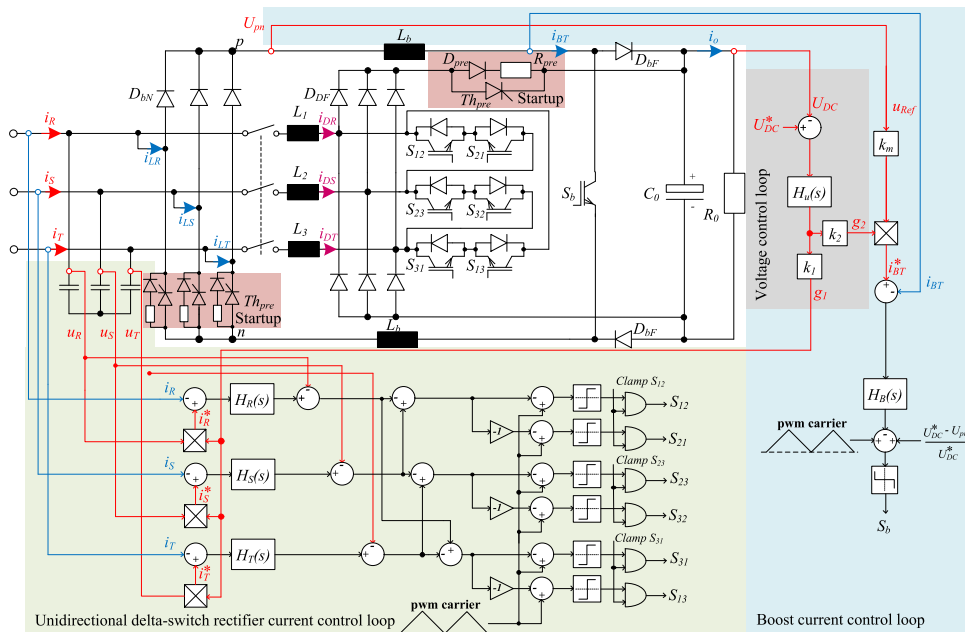 U_pn
p
L_b
i_BT
D_bF
i_o
D_pre
R_pre
Th_pre
Startup
D_bN
D_DF
U_DC
u_Ref
U*_DC
k_m
i_R
L_1
i_DR
i_LR
S_12
S_21
i_S
L_2
i_DS
i_LS
S_23
S_32
S_b
C_0
+
-
R_0
H_u(s)
Voltage control loop
k_2
g_2
k_1
g_1
i*_BT
i_BT
i_T
L_3
i_DT
i_LT
S_31
S_13
Th_pre
Startup
n
L_b
D_bF
u_R
u_S
u_T
i_R
H_R(s)
i*_R
-1
Clamp S_12
S_12
S_21
i_S
H_S(s)
i*_S
-1
Clamp S_23
S_23
S_32
i_T
H_T(s)
i*_T
-1
Clamp S_31
S_31
S_13
H_B(s)
pwm carrier
U*_DC - U_p
U*_DC
S_b
pwm carrier
Unidirectional delta-switch rectifier current control loop
Boost current control loop